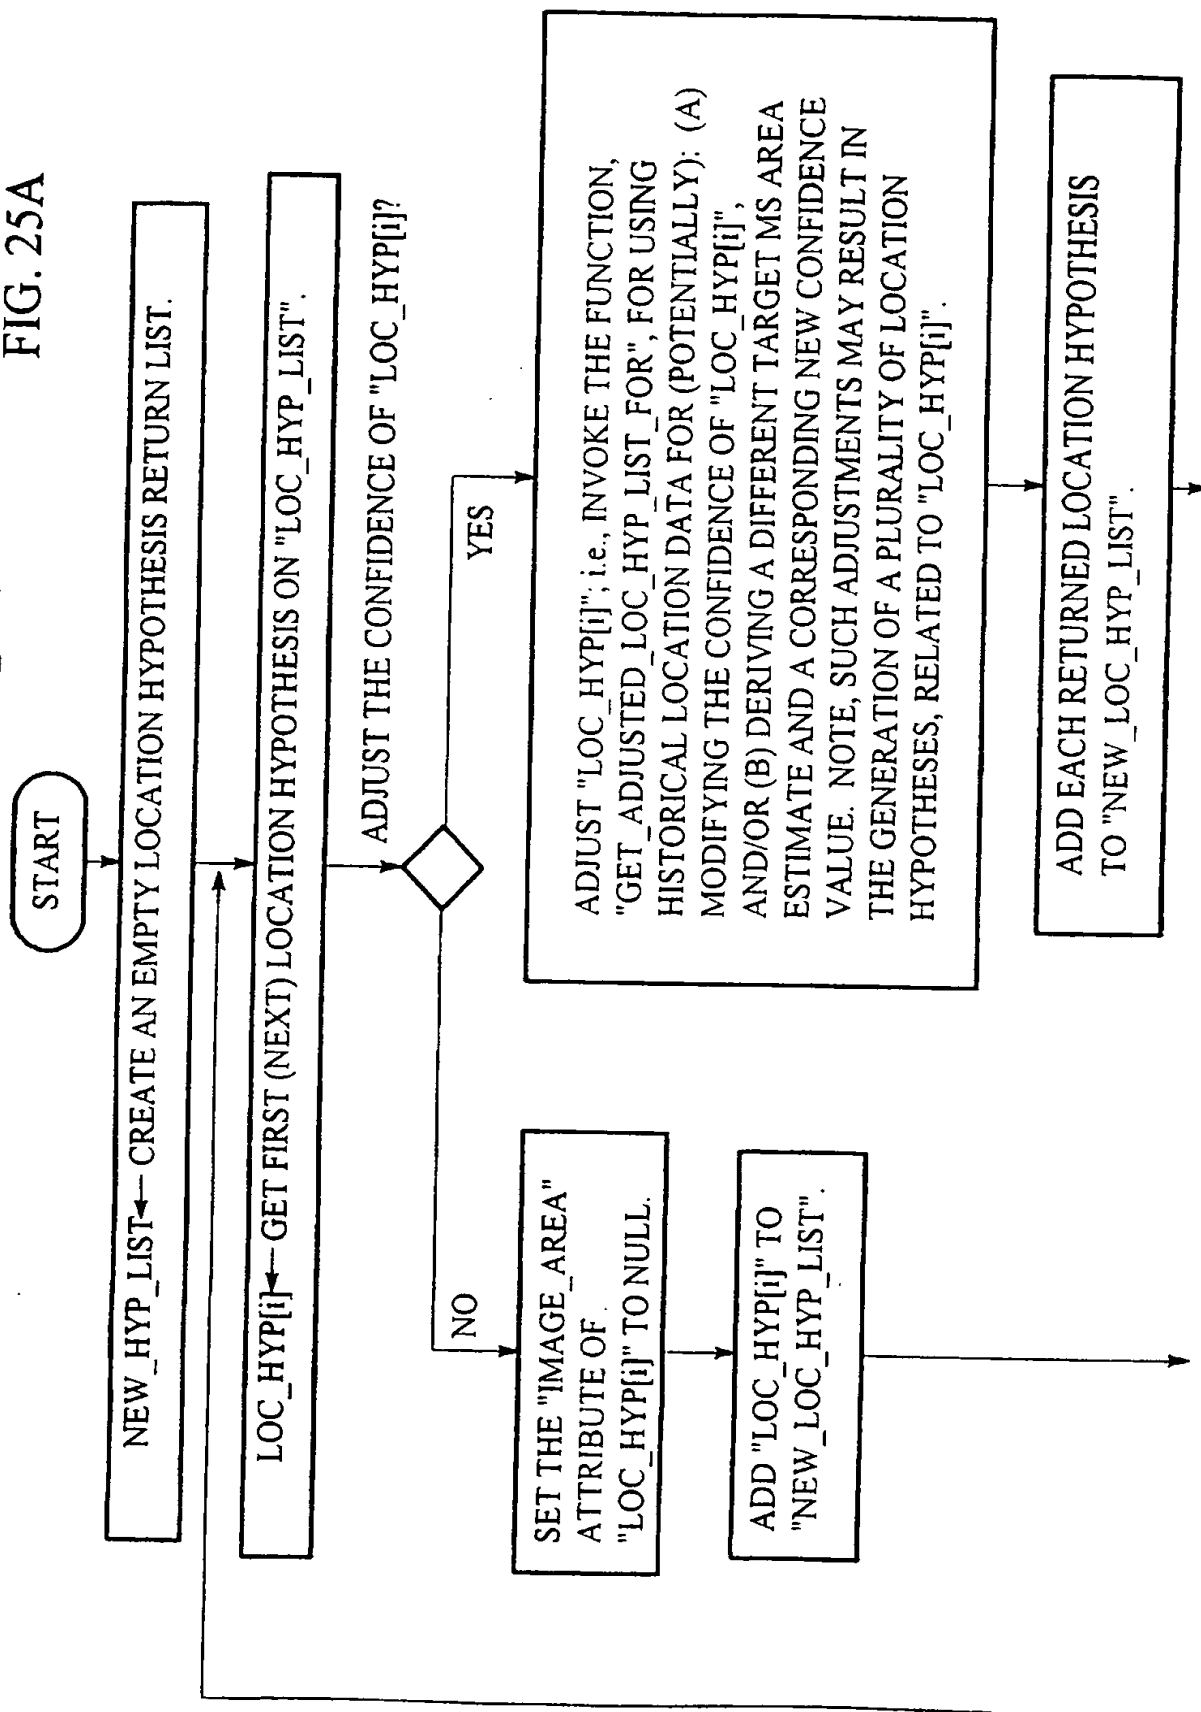 FIG. 25A
START
NEW_HYP_LIST← CREATE AN EMPTY LOCATION HYPOTHESIS RETURN LIST.
LOC_HYP[i]← GET FIRST (NEXT) LOCATION HYPOTHESIS ON "LOC_HYP_LIST".
ADJUST THE CONFIDENCE OF "LOC_HYP[i]?
NO
YES
SET THE "IMAGE_AREA"
ATTRIBUTE OF
"LOC_HYP[i]" TO NULL.
ADD "LOC_HYP[i]" TO
"NEW_LOC_HYP_LIST".
ADJUST "LOC_HYP[i]"; i.e., INVOKE THE FUNCTION,
"GET_ADJUSTED_LOC_HYP_LIST_FOR", FOR USING
HISTORICAL LOCATION DATA FOR (POTENTIALLY): (A)
MODIFYING THE CONFIDENCE OF "LOC_HYP[i]",
AND/OR (B) DERIVING A DIFFERENT TARGET MS AREA
ESTIMATE AND A CORRESPONDING NEW CONFIDENCE
VALUE. NOTE, SUCH ADJUSTMENTS MAY RESULT IN
THE GENERATION OF A PLURALITY OF LOCATION
HYPOTHESES, RELATED TO "LOC_HYP[i]".
ADD EACH RETURNED LOCATION HYPOTHESIS
TO "NEW_LOC_HYP_LIST".